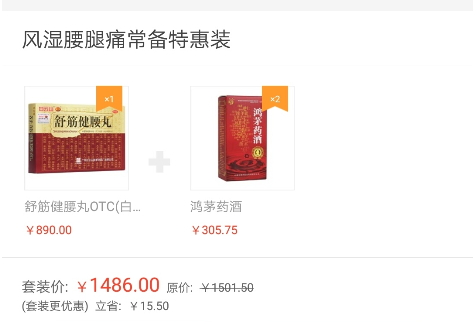 风湿腰腿痛常备特惠装
×1
×2
舒筋健腰丸
鸿茅药酒
舒筋健腰丸OTC(白...
鸿茅药酒
￥890.00
￥305.75
套装价: ￥1486.00 原价: ￥1501.50
(套装更优惠) 立省: ￥15.50